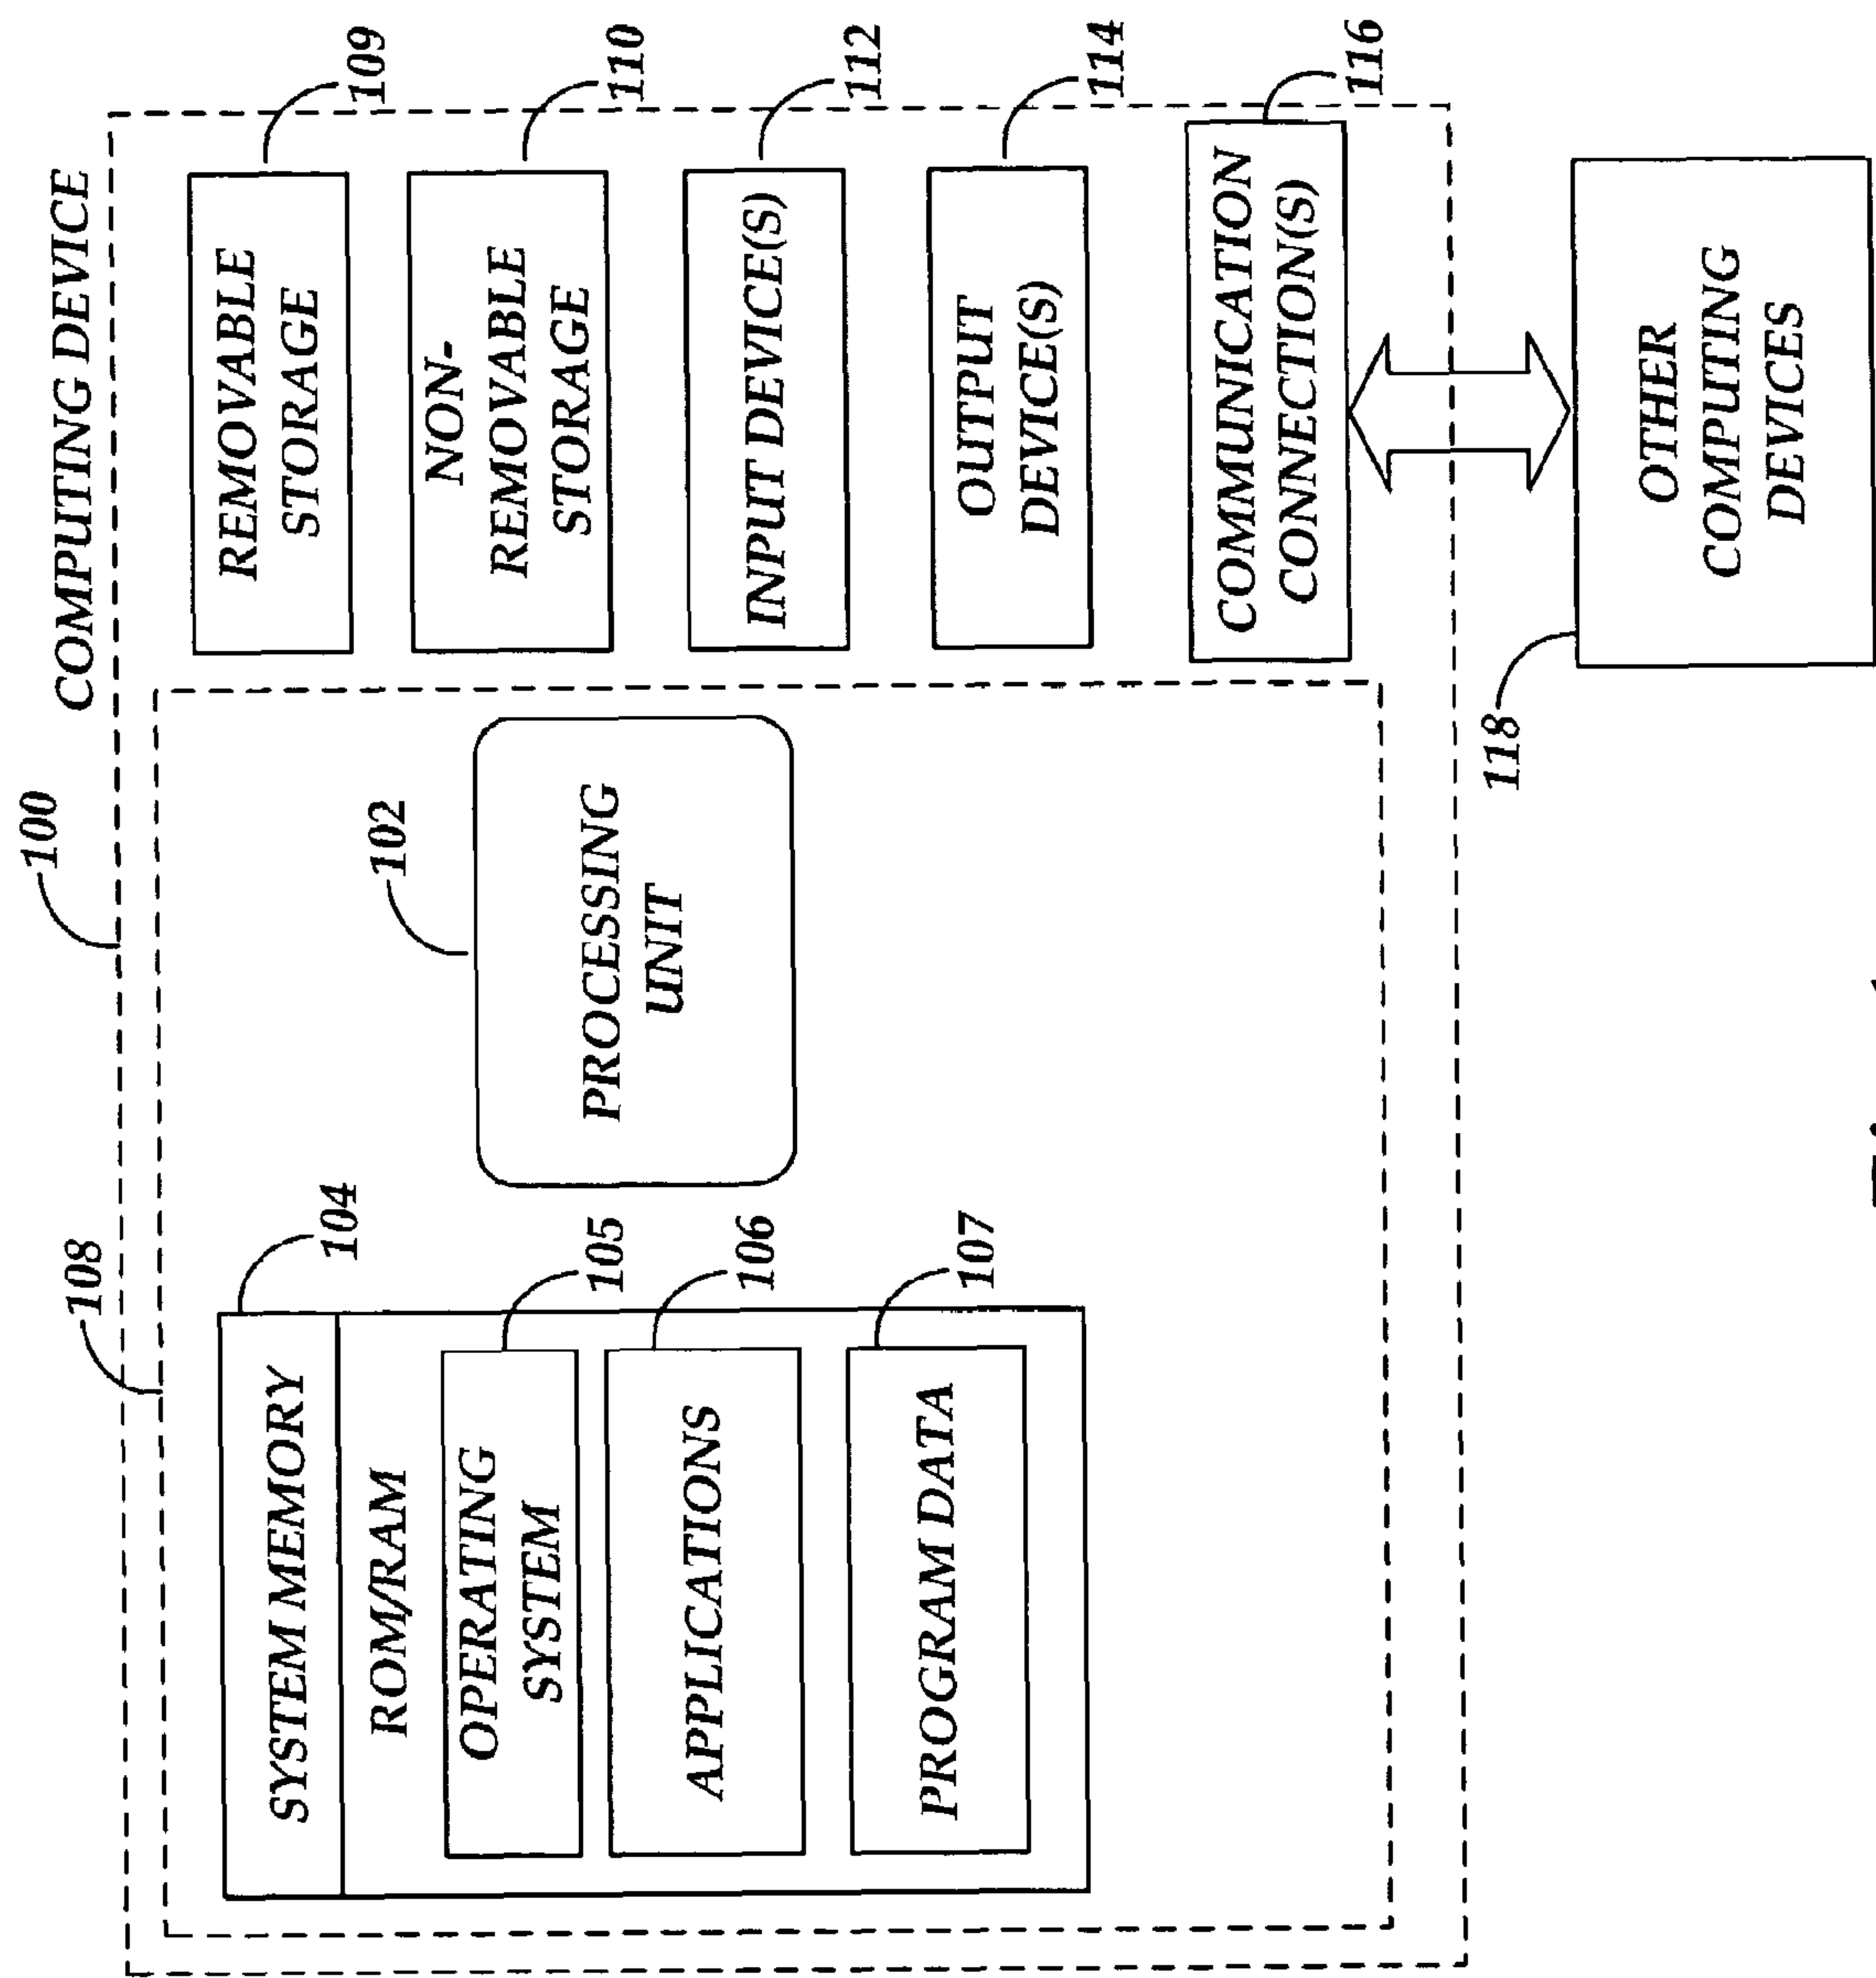 100
COMPUTING DEVICE
108
104
SYSTEM MEMORY
ROM/RAM
105
OPERATING
SYSTEM
106
APPLICATIONS
107
PROGRAM DATA
102
PROCESSING
UNIT
109
REMOVABLE
STORAGE
110
NON-
REMOVABLE
STORAGE
112
INPUT DEVICE(S)
114
OUTPUT
DEVICE(S)
116
COMMUNICATION
CONNECTION(S)
118
OTHER
COMPUTING
DEVICES